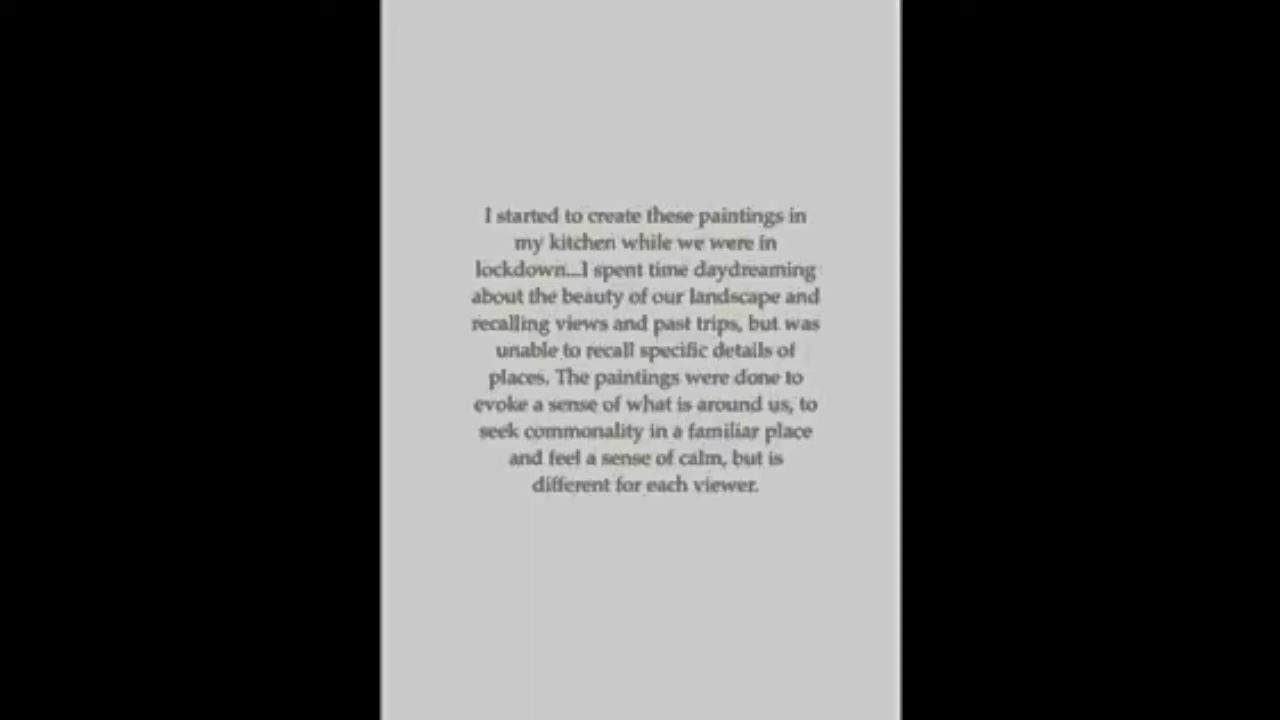 I started to create these paintings in
my kitchen while we were in
lockdown...I spent time daydreaming
about the beauty of our landscape and
recalling views and past trips, but was
unable to recall specific details of
places. The paintings were done to
evoke a sense of what is around us, to
seek commonality in a familiar place
and feel a sense of calm, but is
different for each viewer.